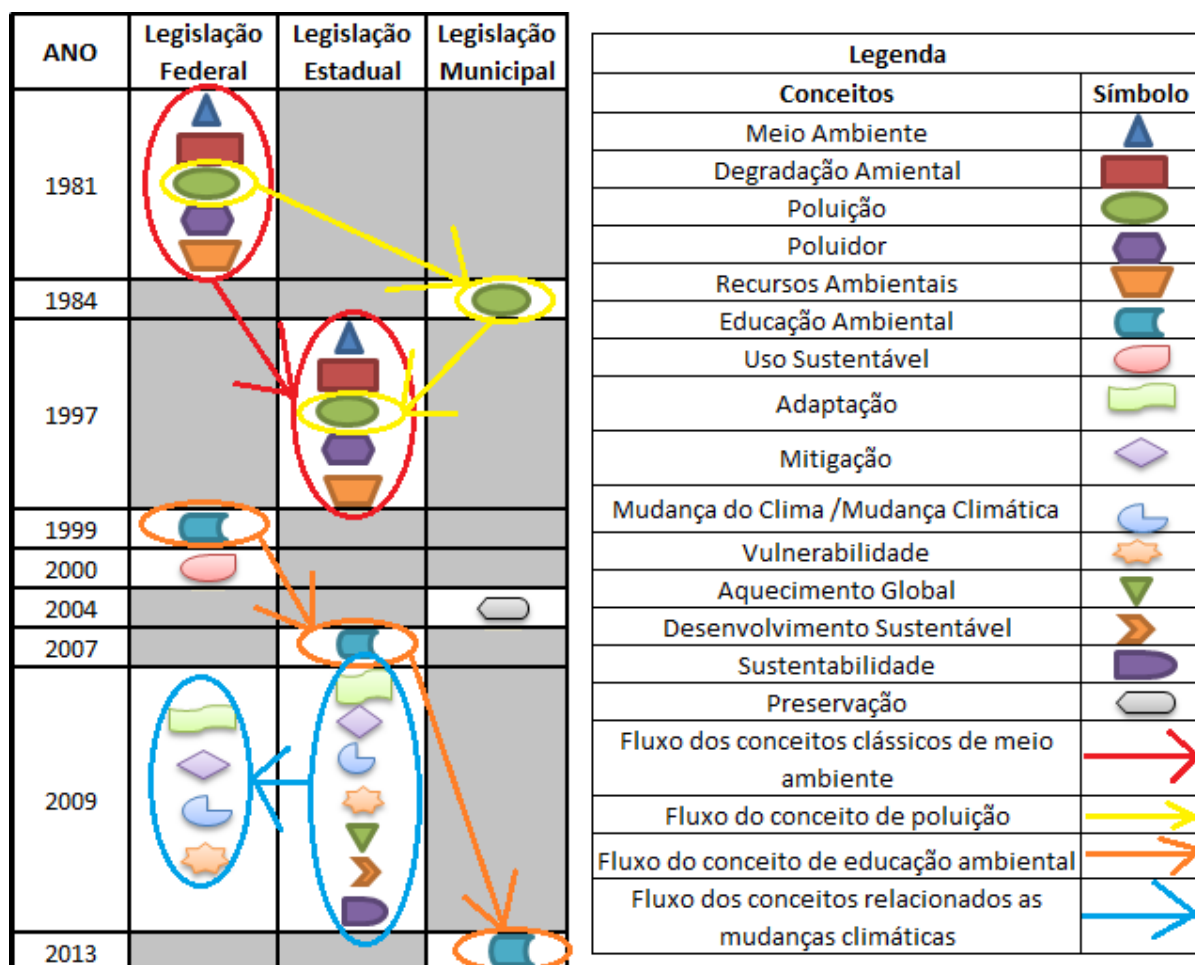 ANO
Legislação
Federal
Legislação
Estadual
Legislação
Municipal
1981
1984
1997
1999
2000
2004
2007
2009
2013
Legenda
Conceitos
Símbolo
Meio Ambiente
Degradação Amiental
Poluição
Poluidor
Recursos Ambientais
Educação Ambiental
Uso Sustentável
Adaptação
Mitigação
Mudança do Clima /Mudança Climática
Vulnerabilidade
Aquecimento Global
Desenvolvimento Sustentável
Sustentabilidade
Preservação
Fluxo dos conceitos clássicos de meio
ambiente
Fluxo do conceito de poluição
Fluxo do conceito de educação ambiental
Fluxo dos conceitos relacionados as
mudanças climáticas